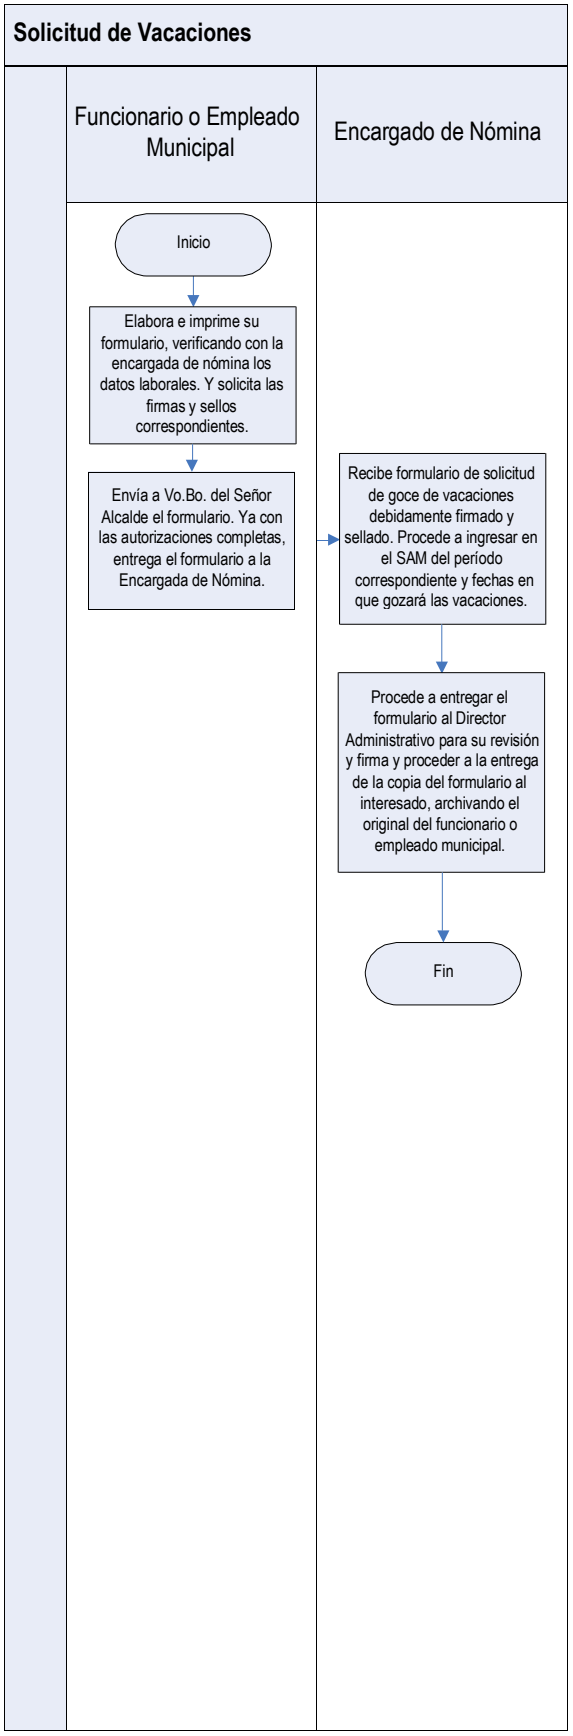 Solicitud de Vacaciones
Funcionario o Empleado
Municipal
Encargado de Nómina
Inicio
Elabora e imprime su
formulario, verificando con la
encargada de nómina los
datos laborales. Y solicita las
firmas y sellos
correspondientes.
Envía a Vo.Bo. del Señor
Alcalde el formulario. Ya con
las autorizaciones completas,
entrega el formulario a la
Encargada de Nómina.
Recibe formulario de solicitud
de goce de vacaciones
debidamente firmado y
sellado. Procede a ingresar en
el SAM del período
correspondiente y fechas en
que gozará las vacaciones.
Procede a entregar el
formulario al Director
Administrativo para su revisión
y firma y proceder a la entrega
de la copia del formulario al
interesado, archivando el
original del funcionario o
empleado municipal.
Fin